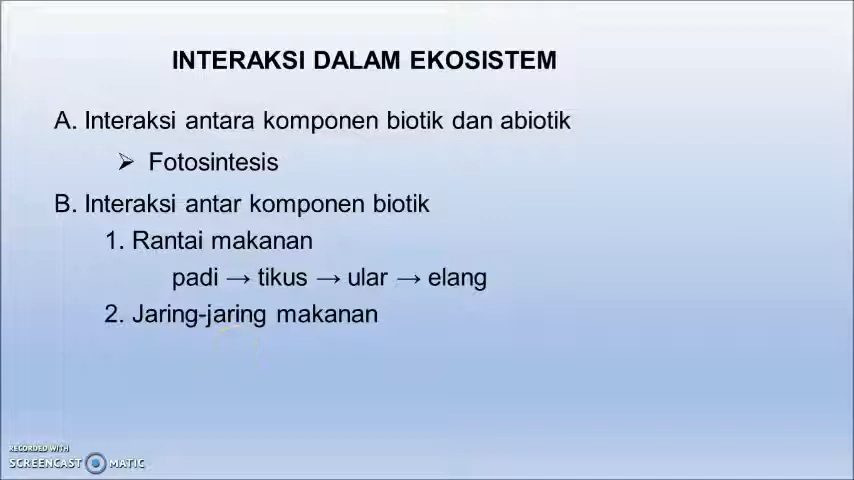 INTERAKSI DALAM EKOSISTEM
A. Interaksi antara komponen biotik dan abiotik
➢ Fotosintesis
B. Interaksi antar komponen biotik
1. Rantai makanan
padi → tikus → ular → elang
2. Jaring-jaring makanan
RECORDED WITH
SCREENCAST MATIC